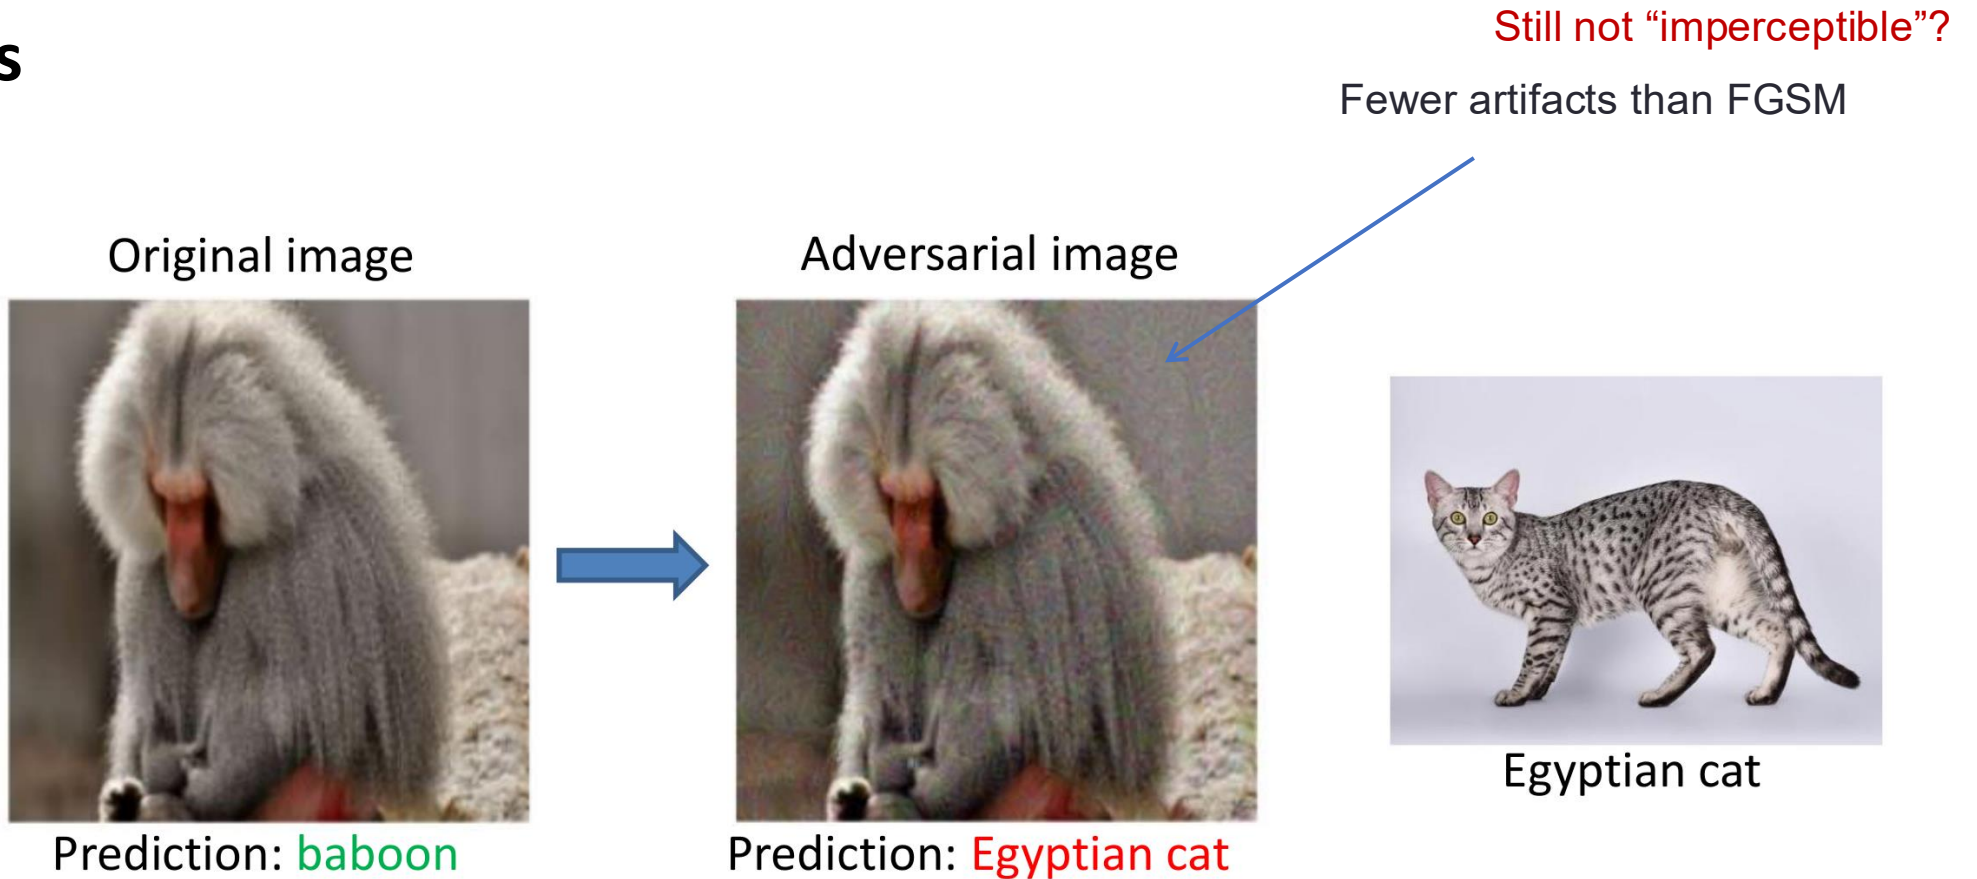 s
Still not “imperceptible”?
Fewer artifacts than FGSM
Original image
Adversarial image
Prediction: baboon
Prediction: Egyptian cat
Egyptian cat